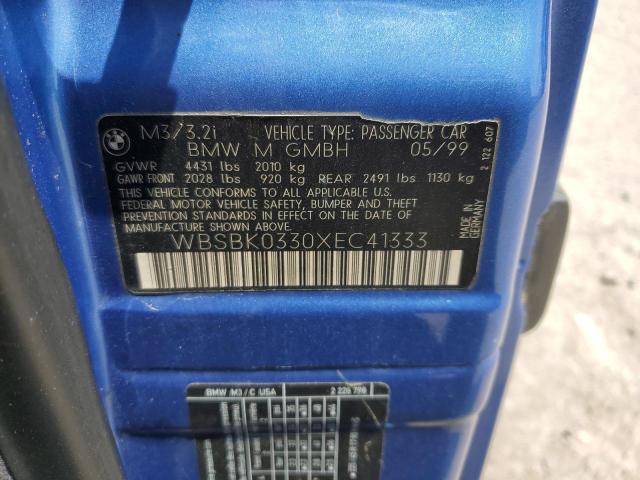 M3/3.2i VEHICLE TYPE: PASSENGER CAR
BMW M GMBH 05/99
GVWR 4431 lbs 2010 kg
GAWR FRONT 2028 lbs 920 kg REAR 2491 lbs 1130 kg
THIS VEHICLE CONFORMS TO ALL APPLICABLE U.S.
FEDERAL MOTOR VEHICLE SAFETY, BUMPER AND THEFT
PREVENTION STANDARDS IN EFFECT ON THE DATE OF
MANUFACTURE SHOWN ABOVE.
WBSBK0330XEC41333
2 122 607
MADE IN
GERMANY
BMW /M3 / C USA 2 226 798